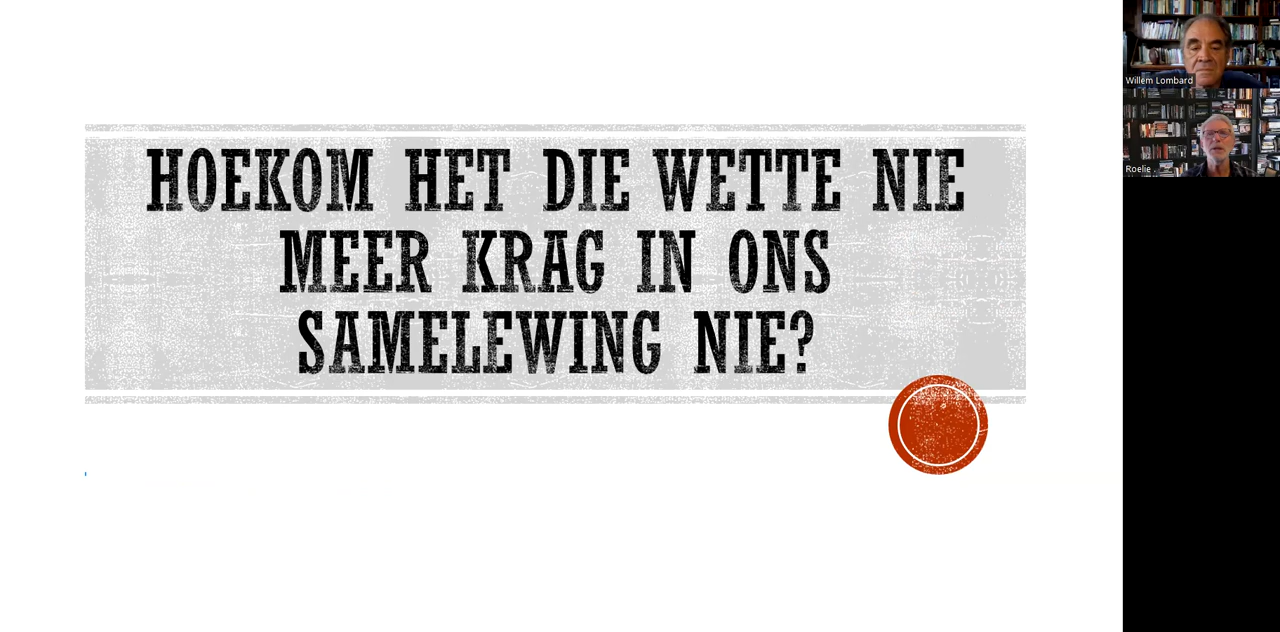 HOEKOM HET DIE WETTE NIE
MEER KRAG IN ONS
SAMELEWING NIE?
Willem Lombard
Roelie .